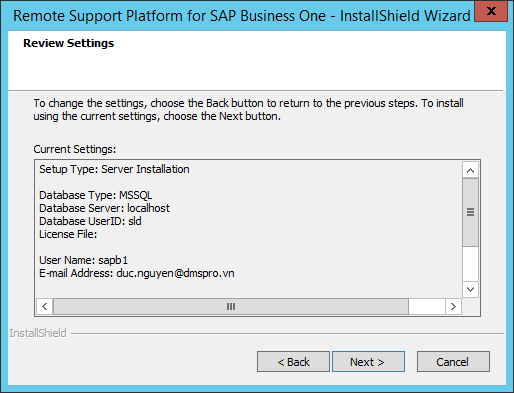 Remote Support Platform for SAP Business One - InstallShield Wizard
X
Review Settings
To change the settings, choose the Back button to return to the previous steps. To install
using the current settings, choose the Next button.
Current Settings:
Setup Type: Server Installation
Database Type: MSSQL
Database Server: localhost
Database UserID: sld
License File:
User Name: sapb1
E-mail Address: duc.nguyen@dmspro.vn
InstallShield
< Back
Next >
Cancel